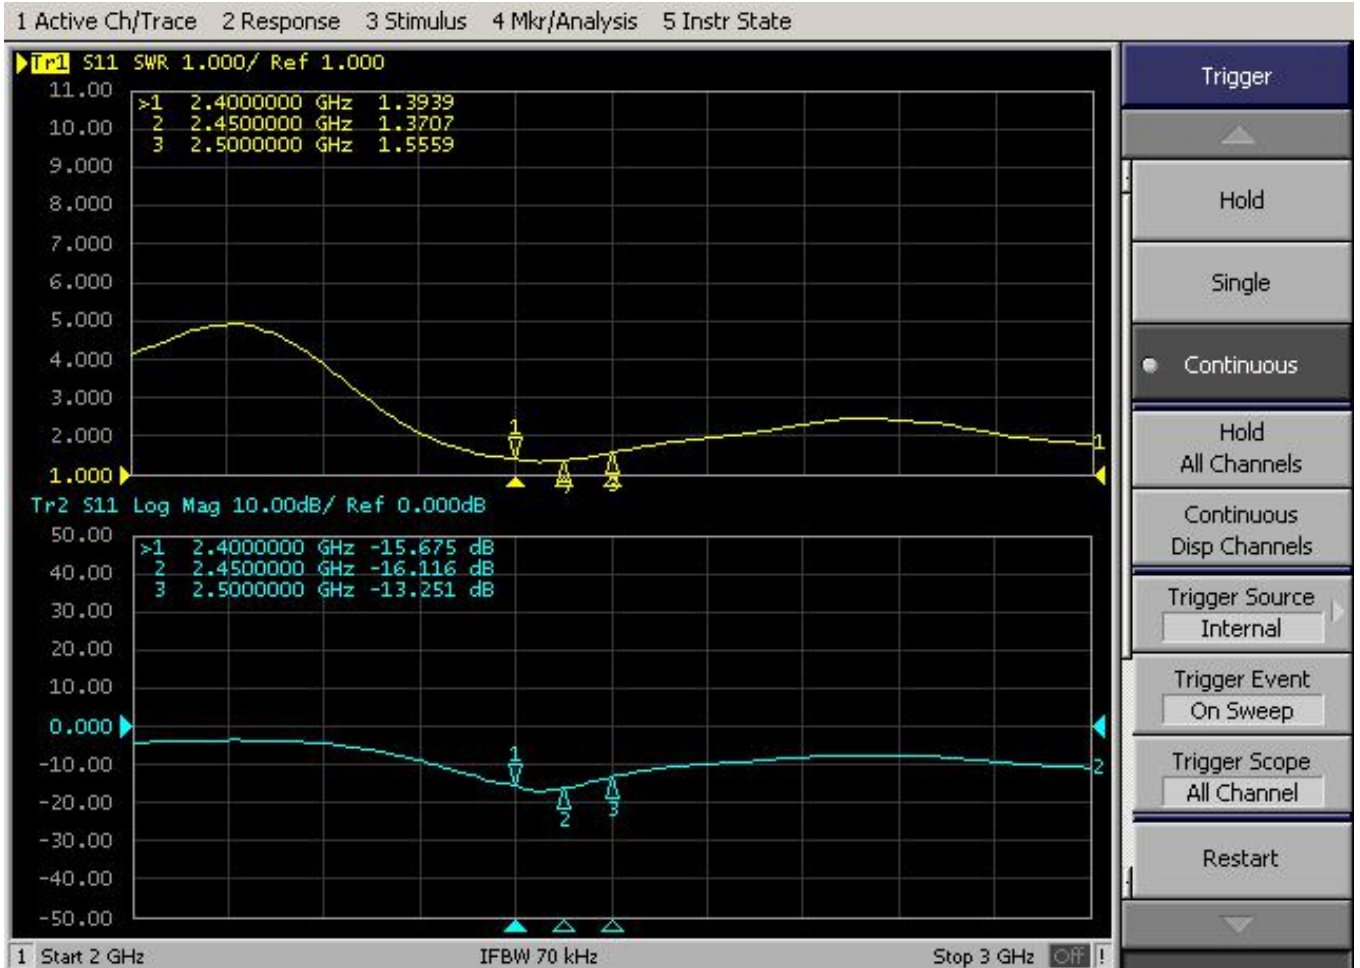 1 Active Ch/Trace 2 Response 3 Stimulus 4 Mkr/Analysis 5 Instr State
Tr1 S11 SWR 1.000/ Ref 1.000
11.00
10.00
9.000
8.000
7.000
6.000
5.000
4.000
3.000
2.000
1.000
>1 2.4000000 GHz 1.3939
2 2.4500000 GHz 1.3707
3 2.5000000 GHz 1.5559
1
1
Tr2 S11 Log Mag 10.00dB/ Ref 0.000dB
50.00
40.00
30.00
20.00
10.00
0.000
-10.00
-20.00
-30.00
-40.00
-50.00
>1 2.4000000 GHz -15.675 dB
2 2.4500000 GHz -16.116 dB
3 2.5000000 GHz -13.251 dB
1
2
3
2
1 Start 2 GHz IFBW 70 kHz Stop 3 GHz Off !
Trigger
Hold
Single
Continuous
Hold
All Channels
Continuous
Disp Channels
Trigger Source
Internal
Trigger Event
On Sweep
Trigger Scope
All Channel
Restart